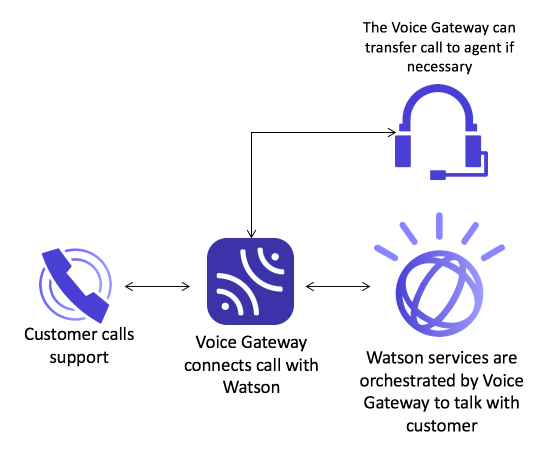 The Voice Gateway can
transfer call to agent if
necessary
Customer calls
support
Voice Gateway
connects call with
Watson
Watson services are
orchestrated by Voice
Gateway to talk with
customer